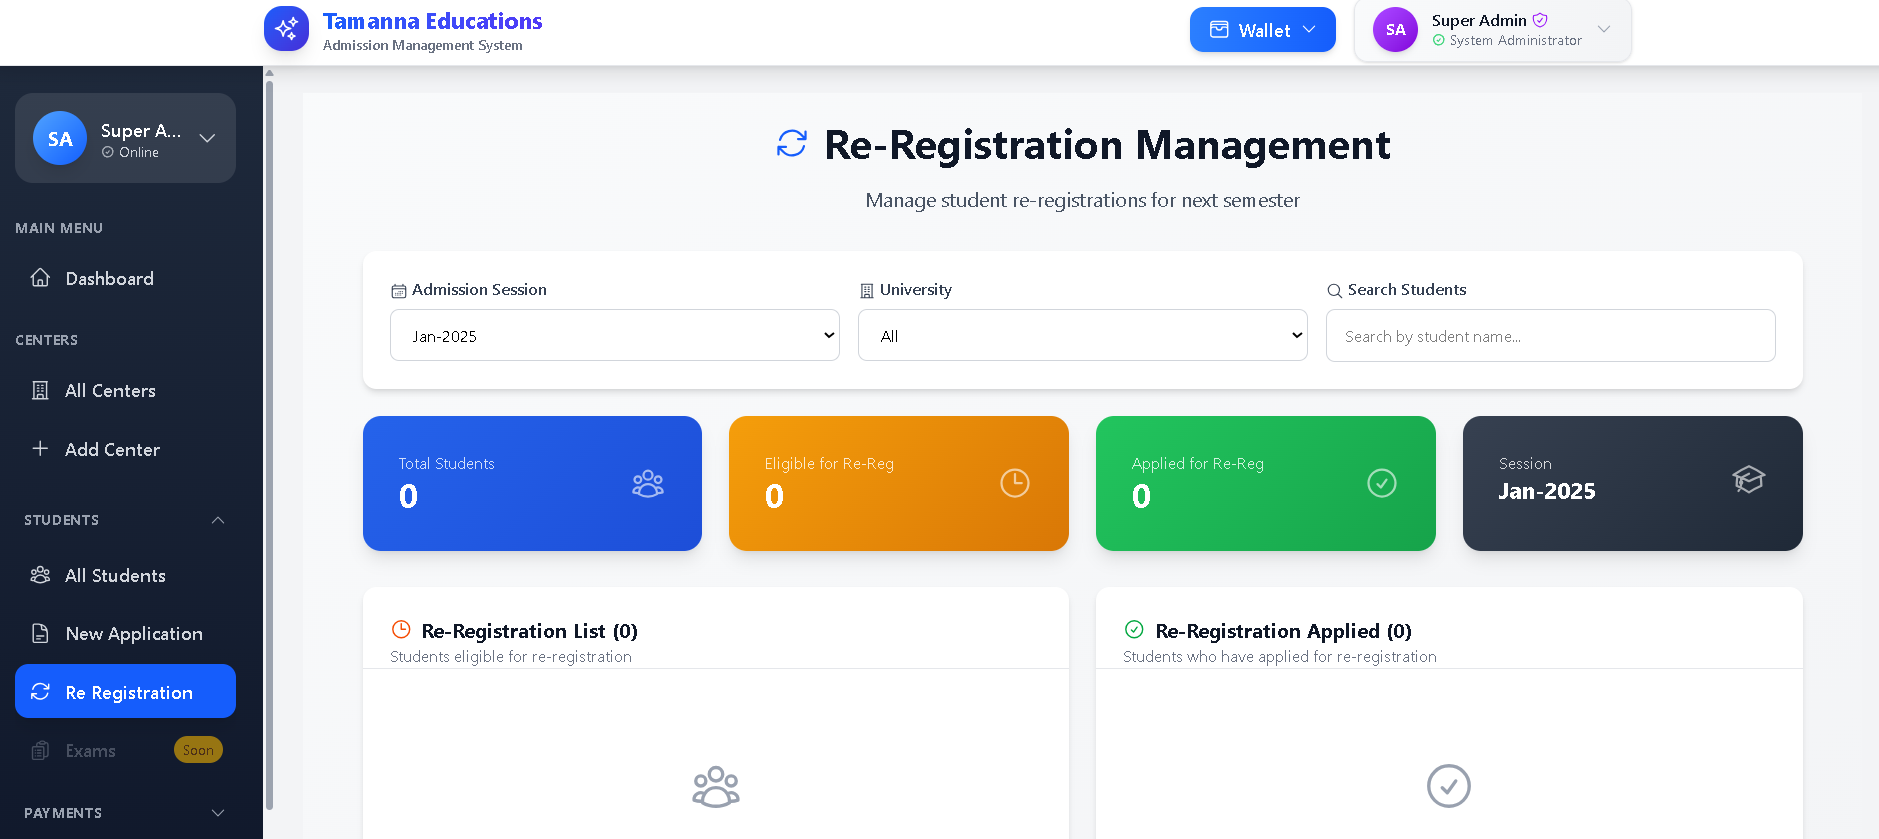 Tamanna Educations
Admission Management System
Wallet
SA
Super Admin
System Administrator
SA
Super A...
Online
MAIN MENU
Dashboard
CENTERS
All Centers
Add Center
STUDENTS
All Students
New Application
Re Registration
Exams
Soon
PAYMENTS
Re-Registration Management
Manage student re-registrations for next semester
Admission Session
Jan-2025
University
All
Search Students
Search by student name...
Total Students
0
Eligible for Re-Reg
0
Applied for Re-Reg
0
Session
Jan-2025
Re-Registration List (0)
Students eligible for re-registration
Re-Registration Applied (0)
Students who have applied for re-registration